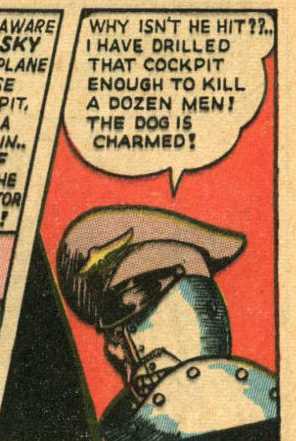 AWARE
SKY
PLANE
SE
PIT,
A
IN..
F
HE
TOR
!
WHY ISN'T HE HIT??..
I HAVE DRILLED
THAT COCKPIT
ENOUGH TO KILL
A DOZEN MEN!
THE DOG IS
CHARMED!